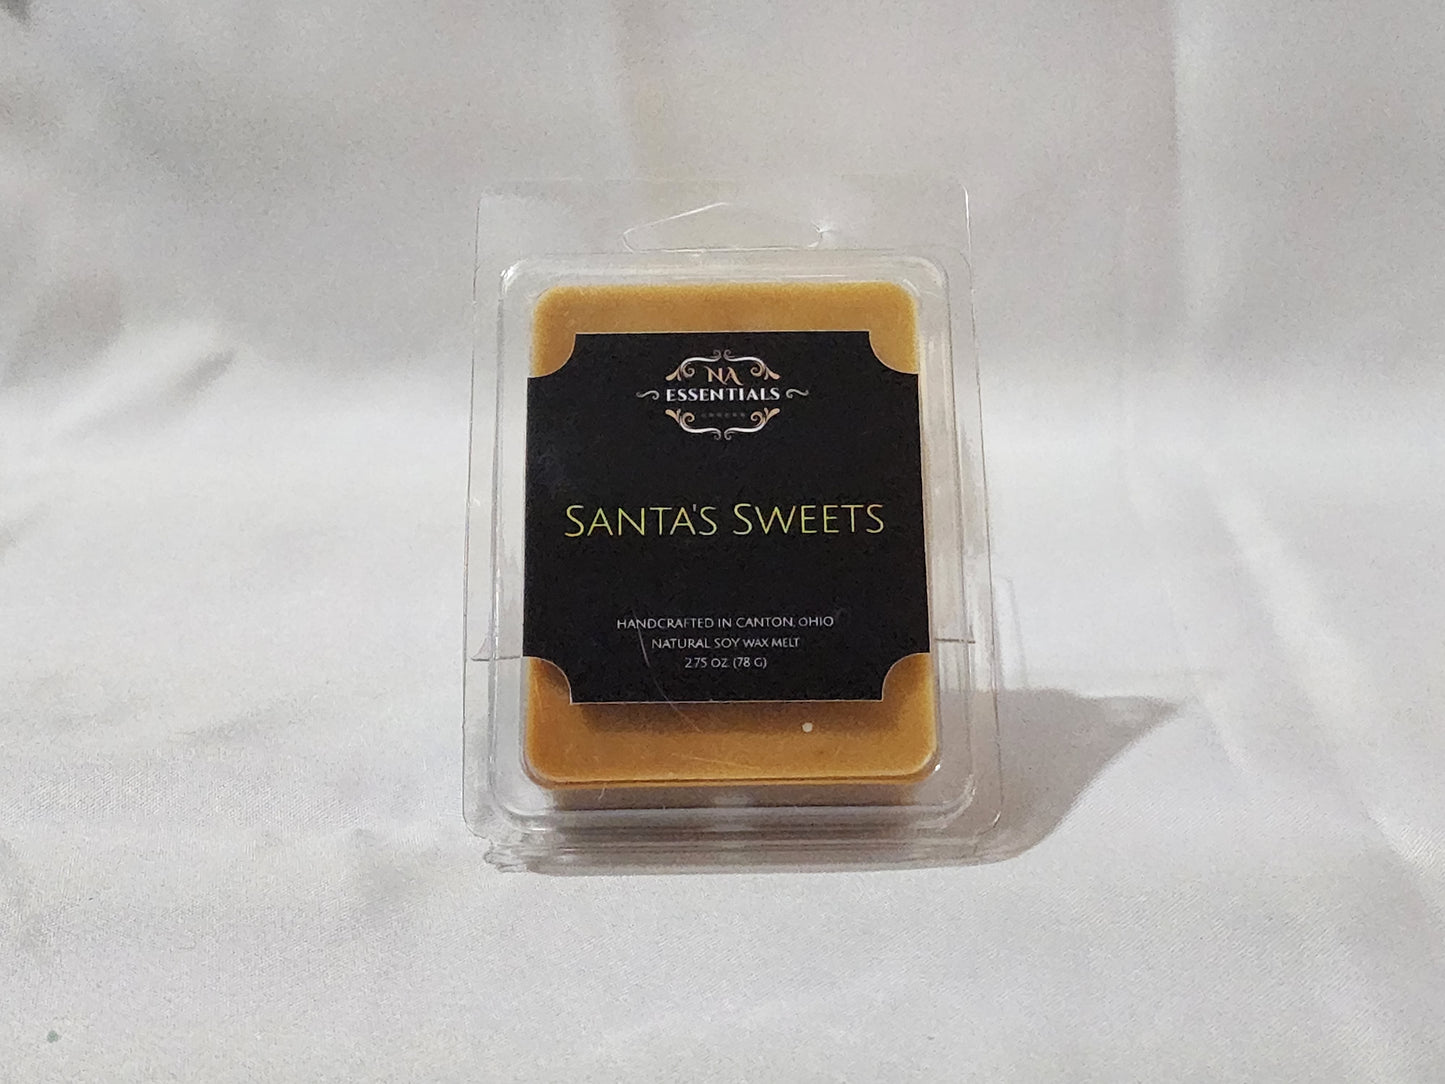 NA
ESSENTIALS
SANTA'S SWEETS
HANDCRAFTED IN CANTON, OHIO
NATURAL SOY WAX MELT
2.75 OZ. (78 G)